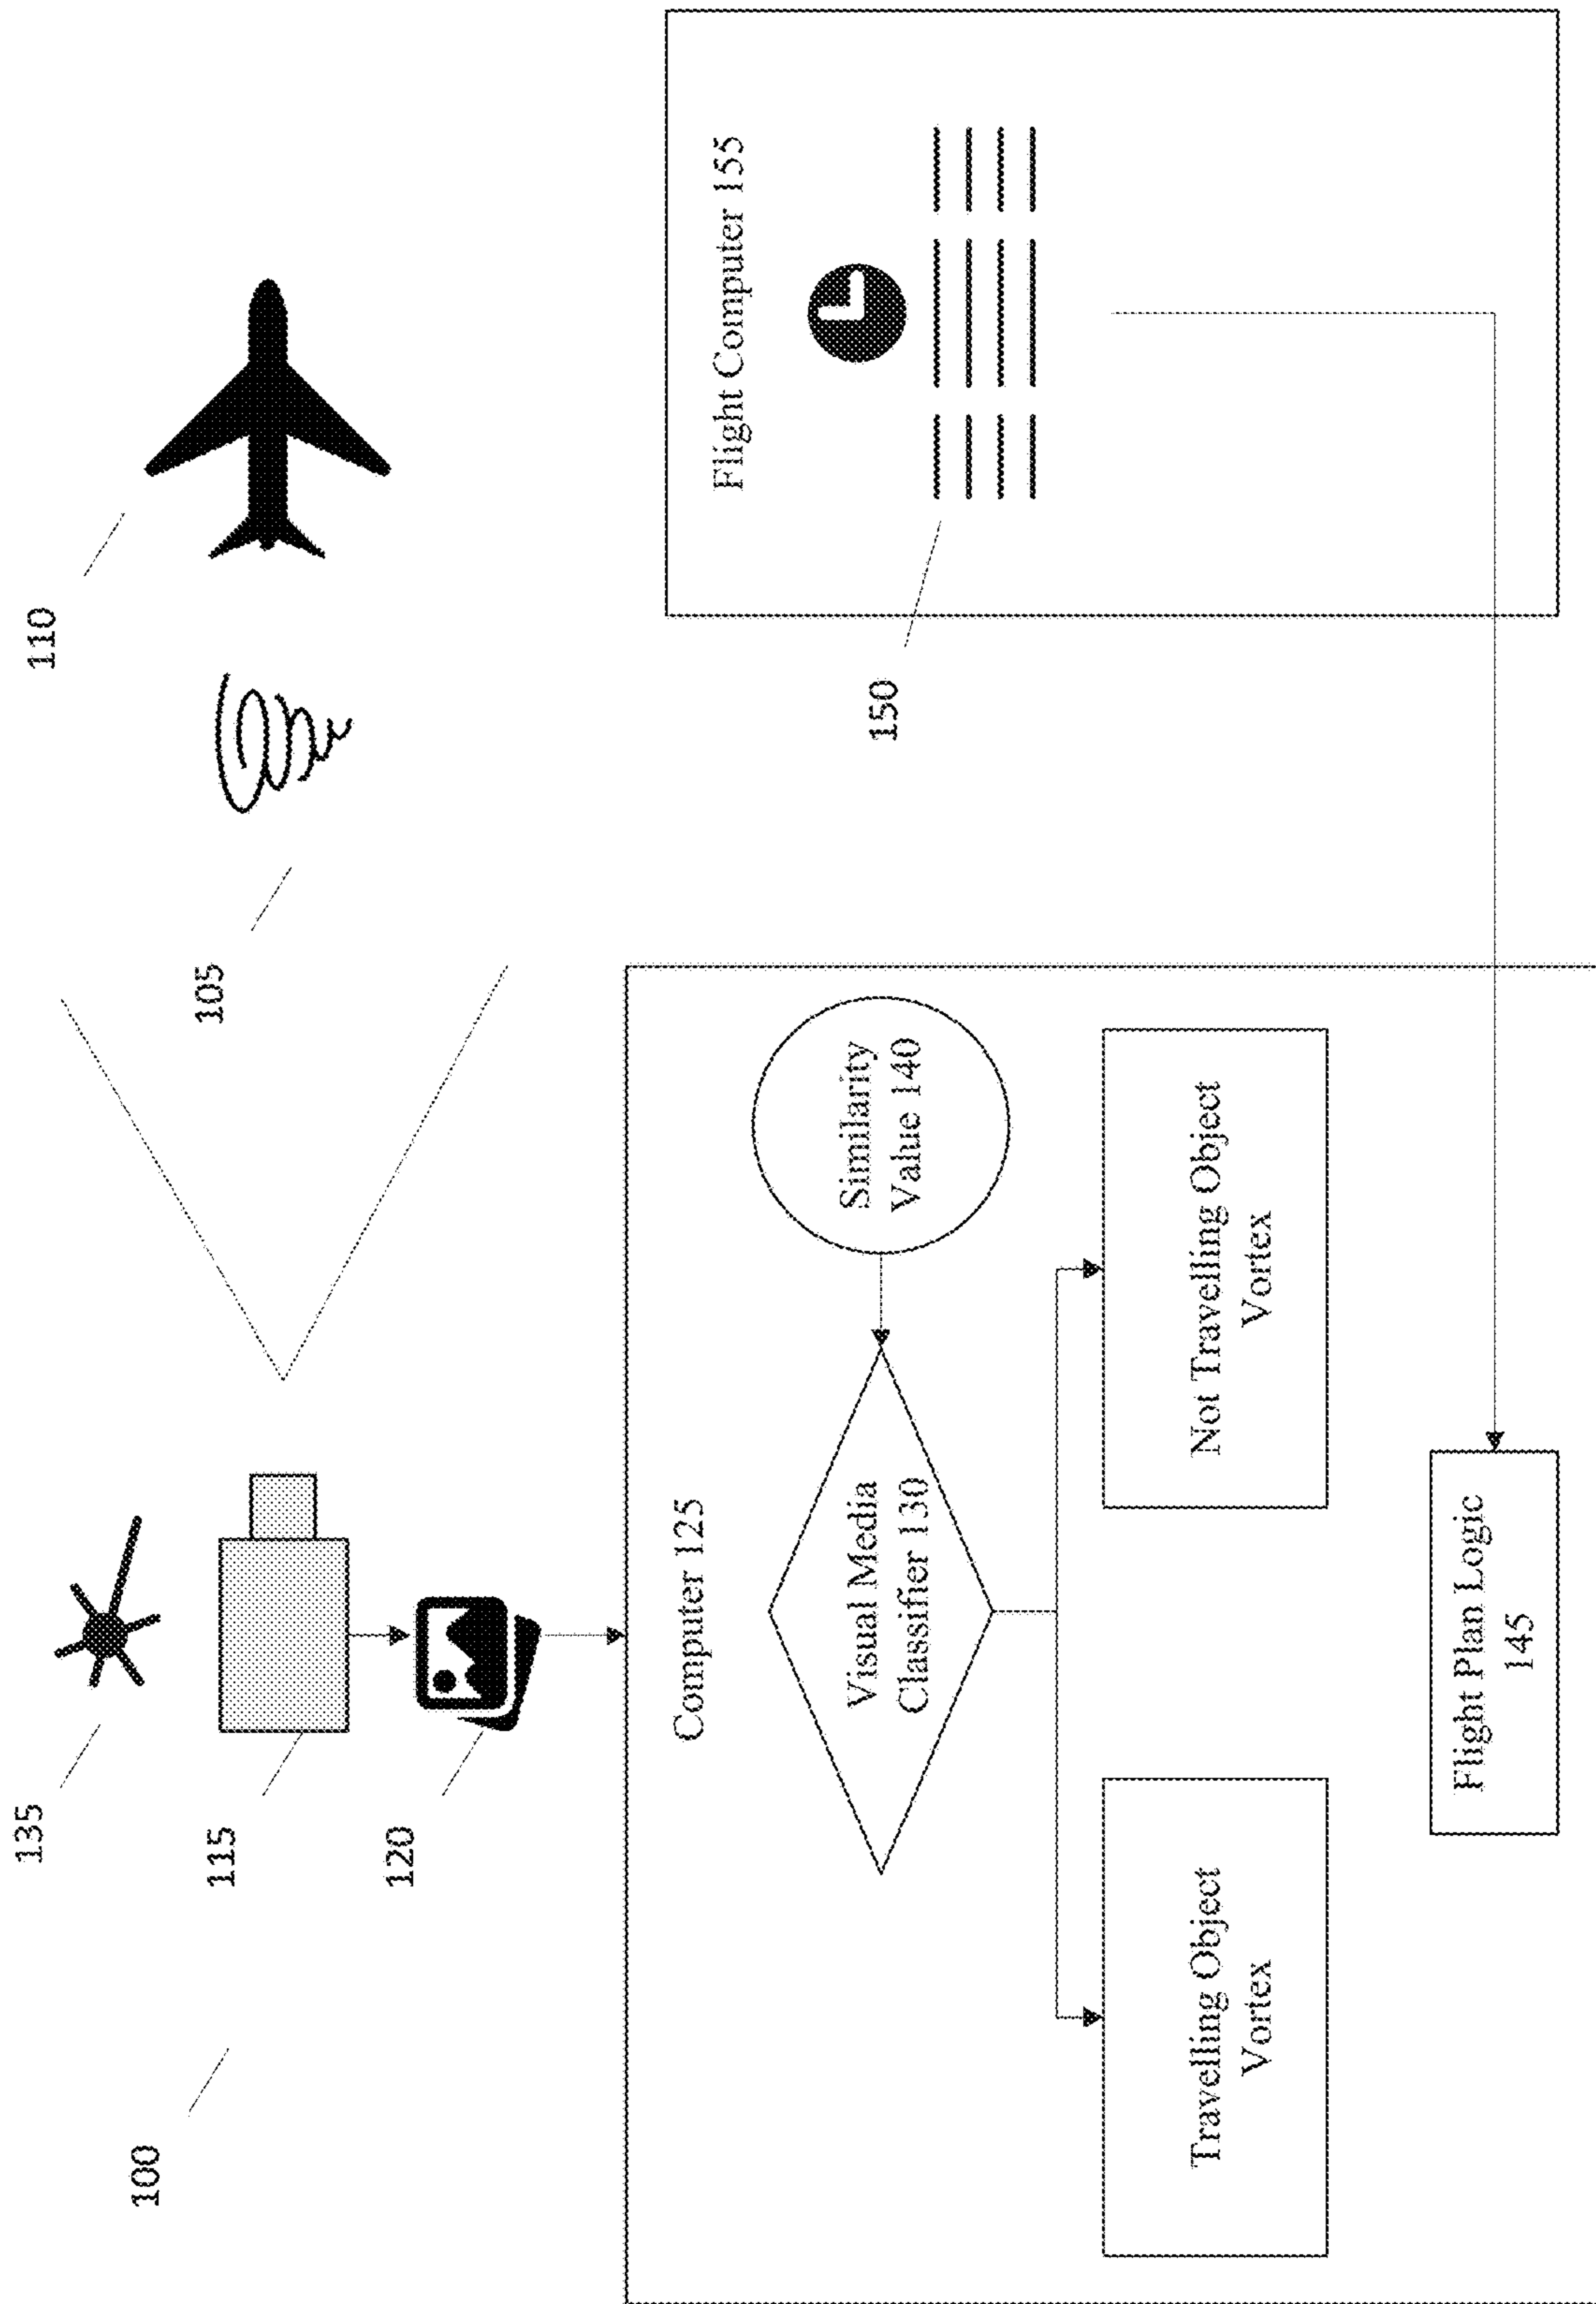 100
135
115
120
105
110
Computer 125
Visual Media
Classifier 130
Similarity
Value 140
Travelling Object
Vortex
Not Travelling Object
Vortex
Flight Plan Logic
145
150
Flight Computer 155